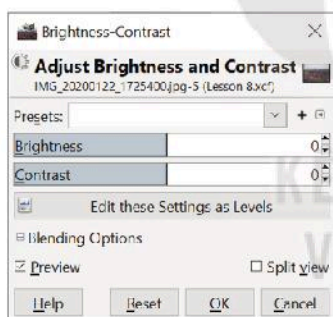 Brightness-Contrast
Adjust Brightness and Contrast
IMG_20200122_1725400.jpg-5 (Lesson 8.xcf)
Presets:
Brightness 0
Contrast 0
Edit these Settings as Levels
Blending Options
Preview Split view
Help Reset OK Cancel